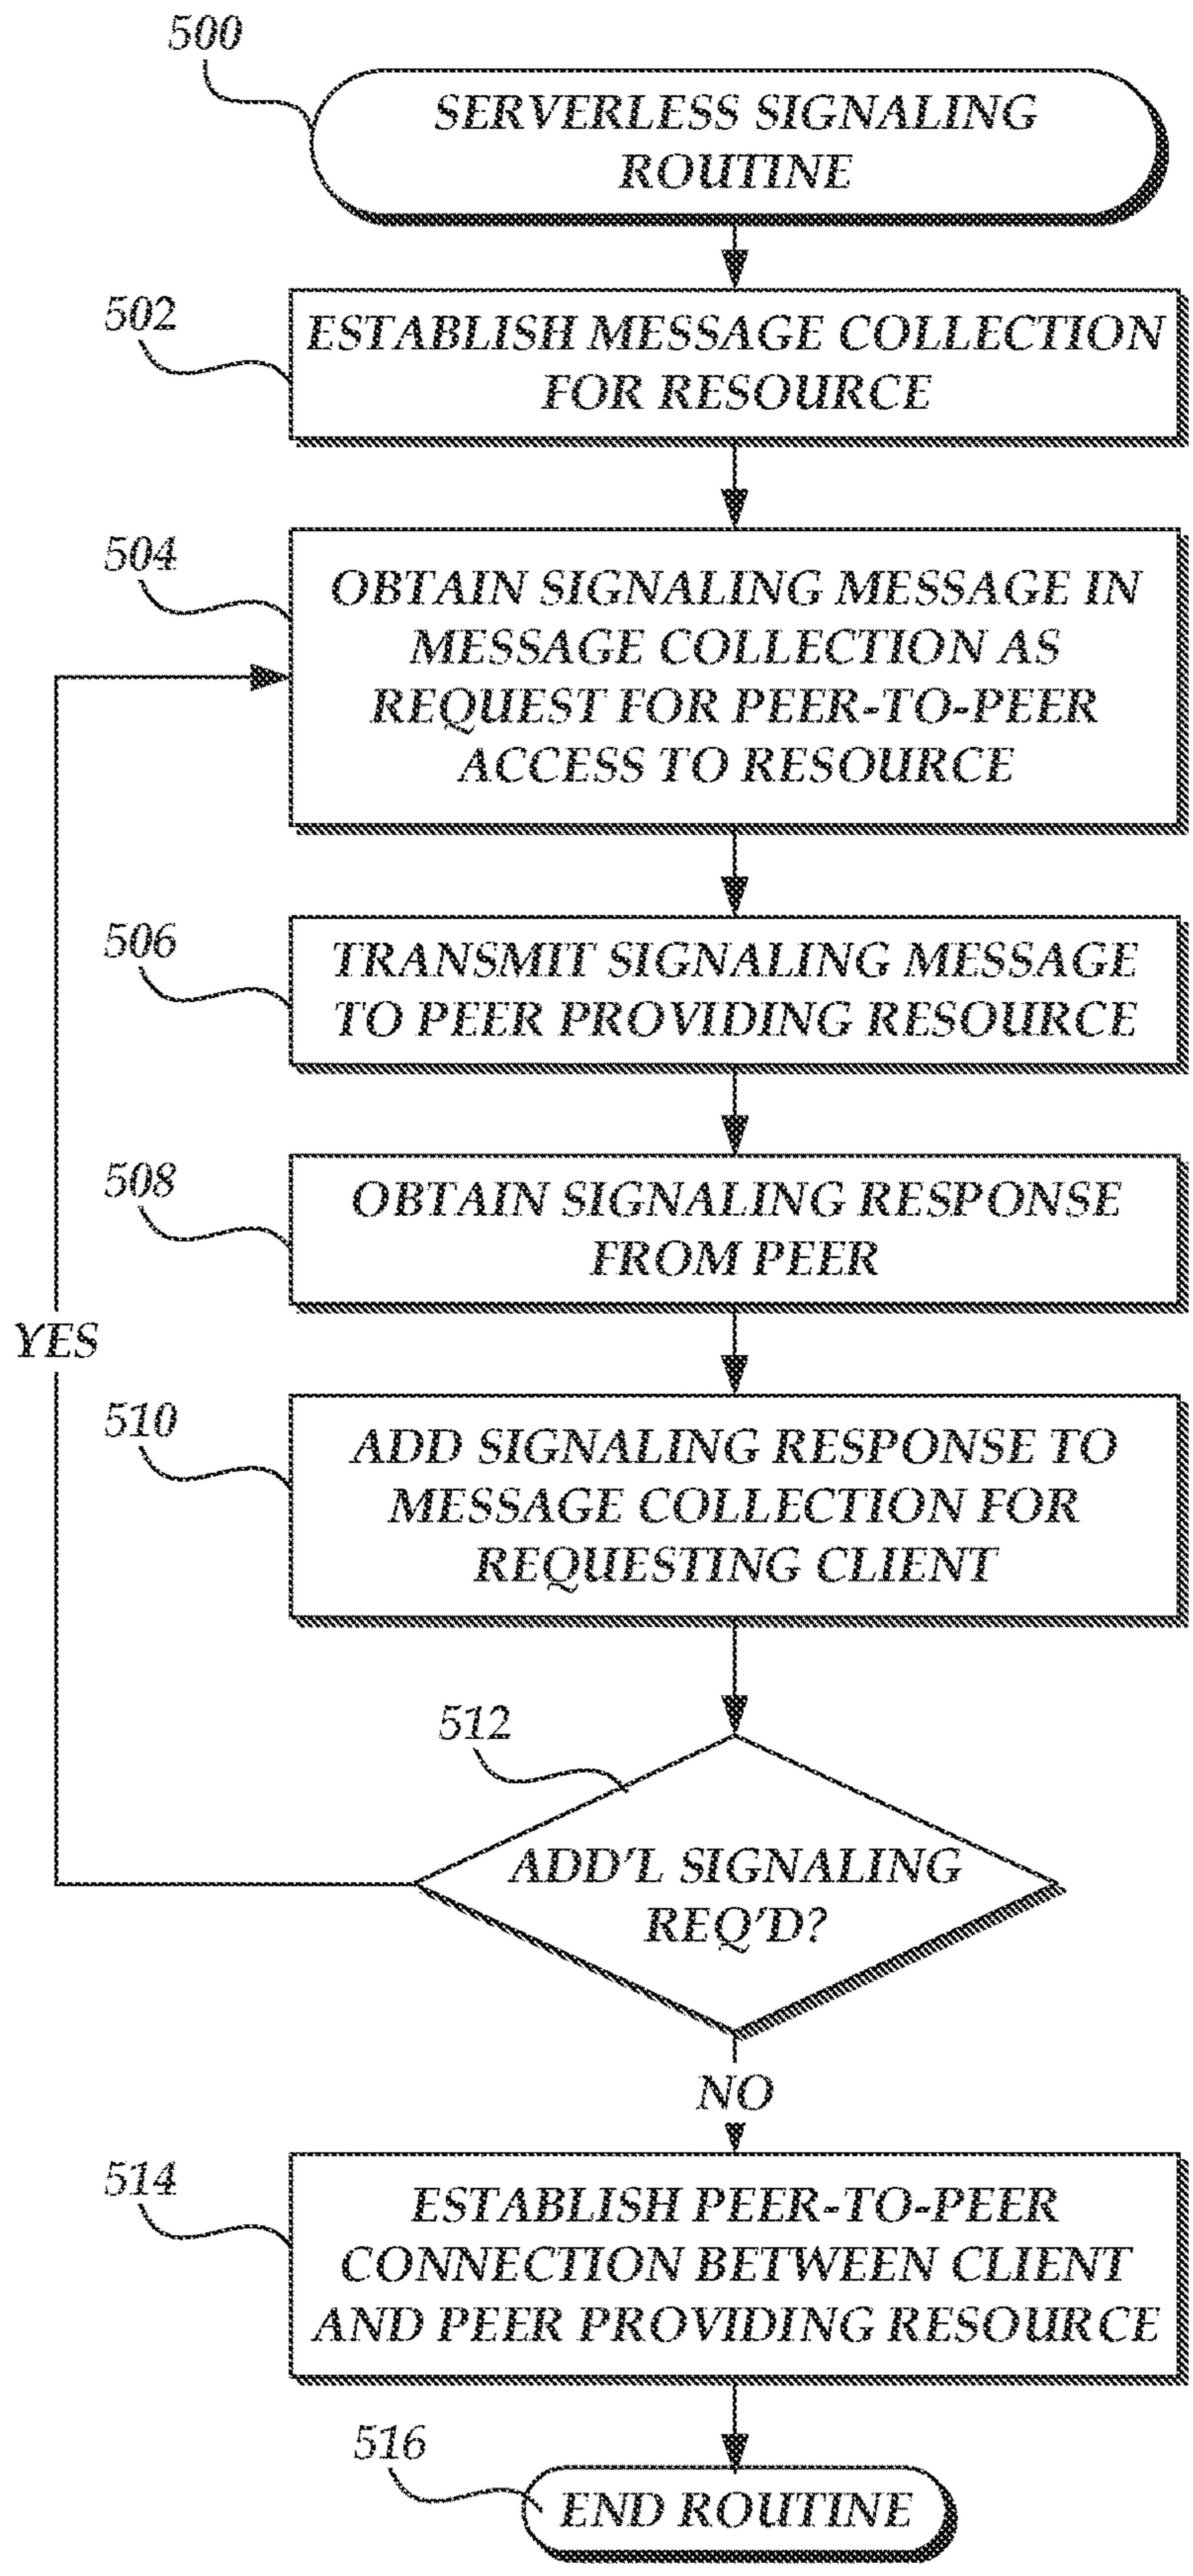 500
SERVERLESS SIGNALING
ROUTINE
502
ESTABLISH MESSAGE COLLECTION
FOR RESOURCE
504
OBTAIN SIGNALING MESSAGE IN
MESSAGE COLLECTION AS
REQUEST FOR PEER-TO-PEER
ACCESS TO RESOURCE
506
TRANSMIT SIGNALING MESSAGE
TO PEER PROVIDING RESOURCE
508
OBTAIN SIGNALING RESPONSE
FROM PEER
YES
510
ADD SIGNALING RESPONSE TO
MESSAGE COLLECTION FOR
REQUESTING CLIENT
512
ADD'L SIGNALING
REQ'D?
NO
514
ESTABLISH PEER-TO-PEER
CONNECTION BETWEEN CLIENT
AND PEER PROVIDING RESOURCE
516
END ROUTINE